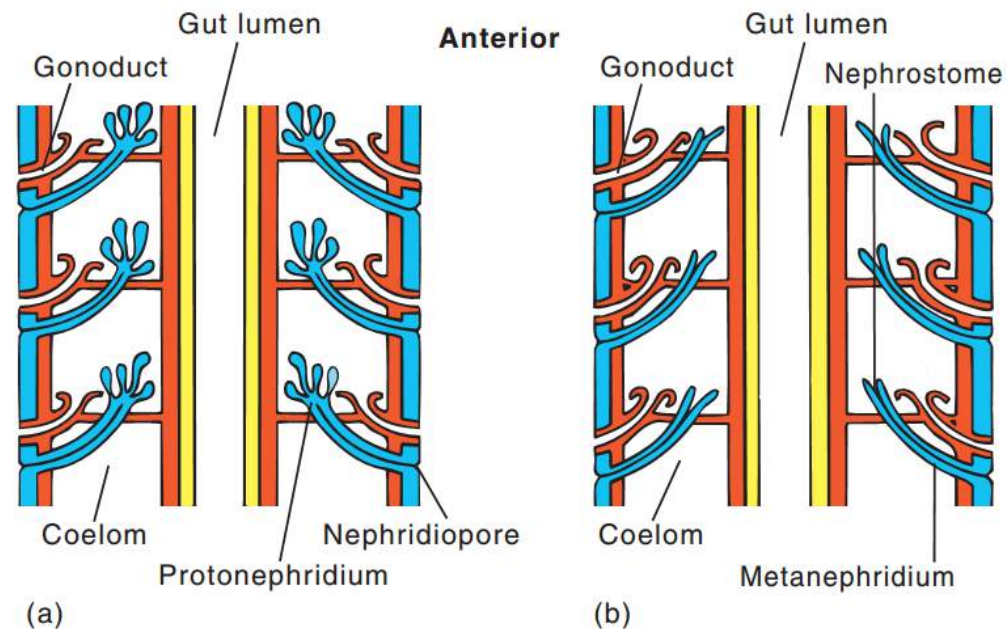 Gut lumen
Anterior
Gut lumen
Gonoduct
Gonoduct
Nephrostome
Coelom
Nephridiopore
Protonephridium
Coelom
Metanephridium
(a)
(b)